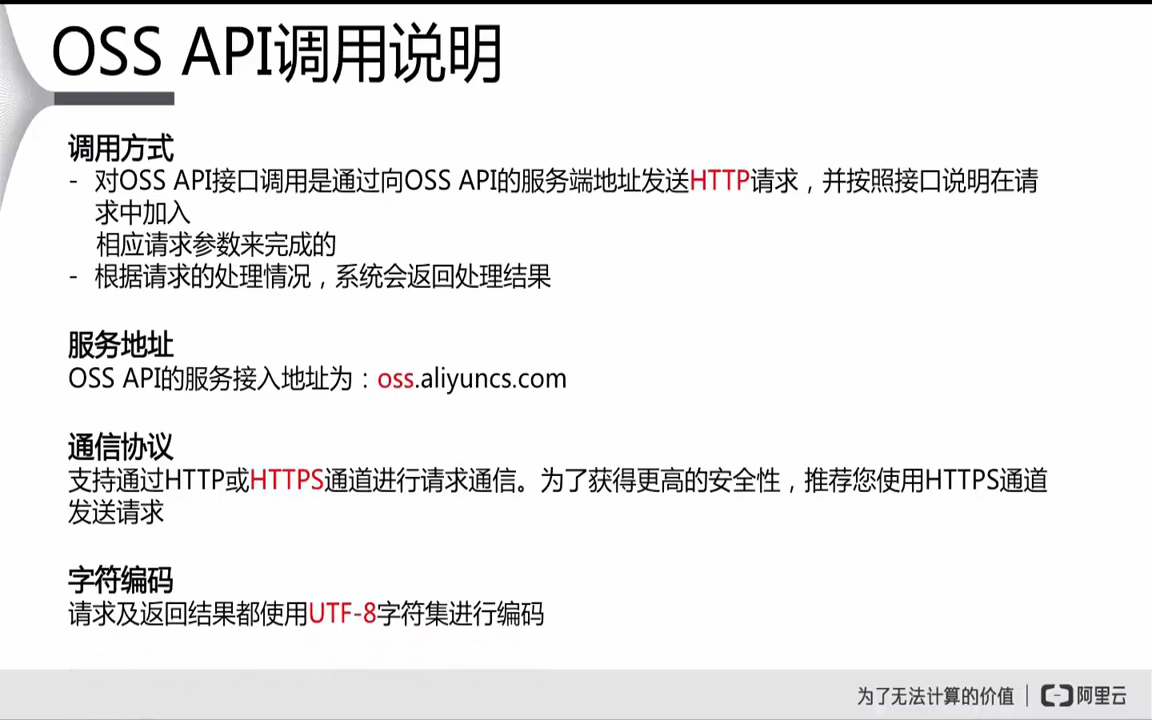 OSS API调用说明
调用方式
- 对OSS API接口调用是通过向OSS API的服务端地址发送HTTP请求，并按照接口说明在请
求中加入
相应请求参数来完成的
- 根据请求的处理情况，系统会返回处理结果
服务地址
OSS API的服务接入地址为：oss.aliyuncs.com
通信协议
支持通过HTTP或HTTPS通道进行请求通信。为了获得更高的安全性，推荐您使用HTTPS通道
发送请求
字符编码
请求及返回结果都使用UTF-8字符集进行编码
为了无法计算的价值 | 阿里云